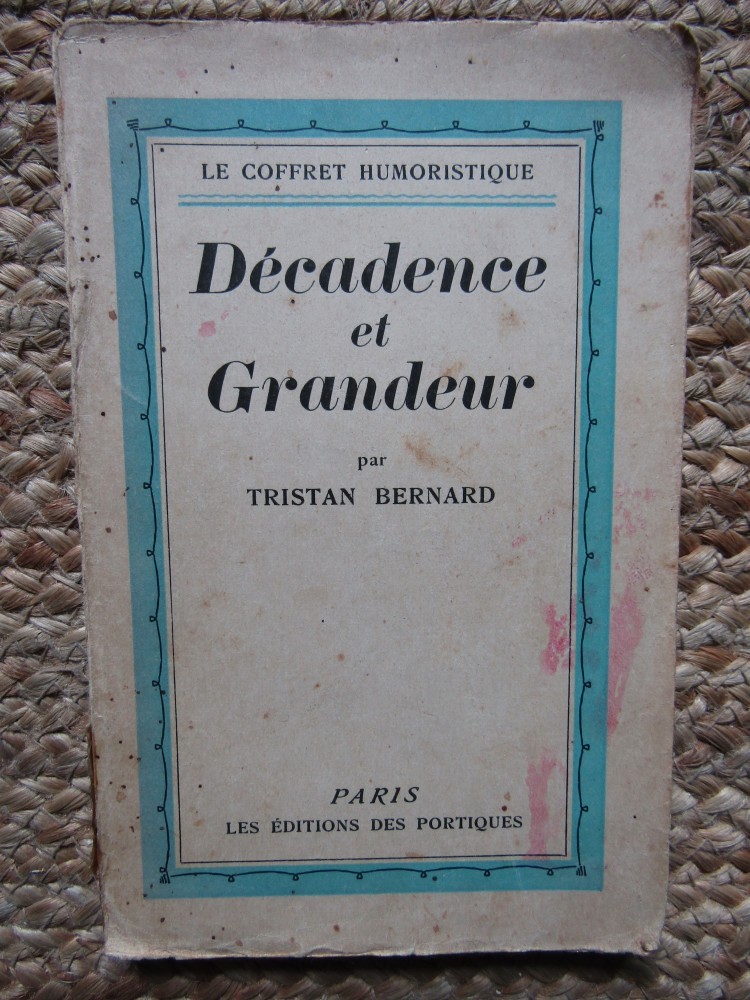 LE COFFRET HUMORISTIQUE
Décadence
et
Grandeur
par
TRISTAN BERNARD
PARIS
LES ÉDITIONS DES PORTIQUES